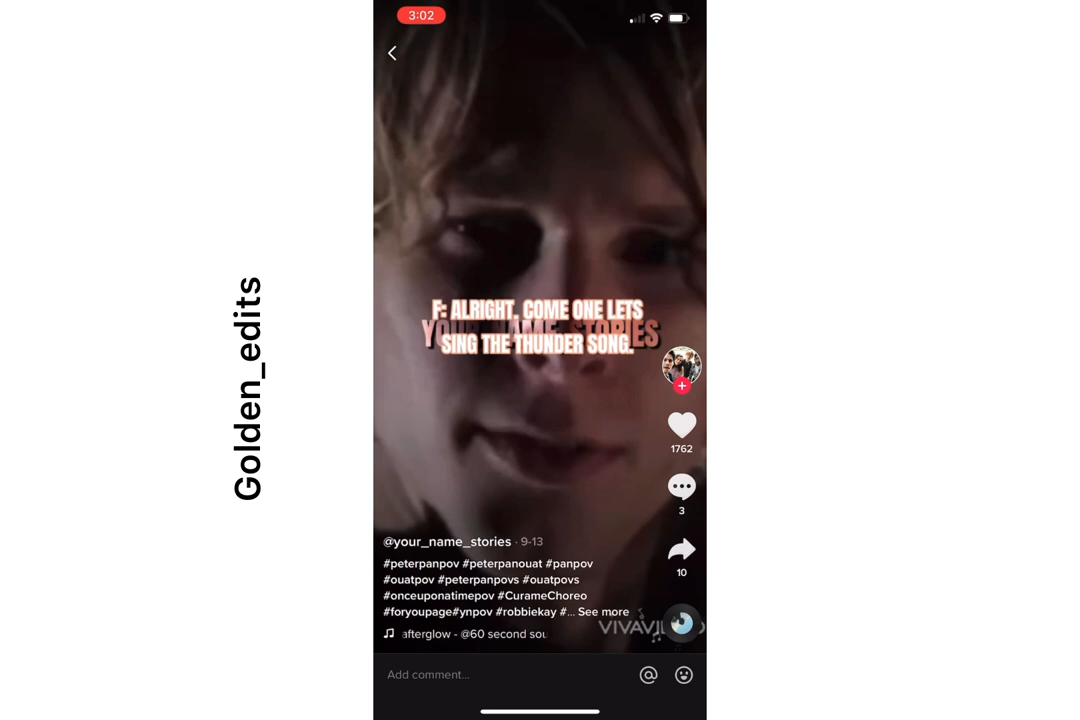 Golden_edits
3:02
F: ALRIGHT. COME ONE LETS
YOUR_NAME_STORIES
SING THE THUNDER SONG.
1762
3
10
@your_name_stories · 9-13
#peterpanpov #peterpanouat #panpov
#ouatpov #peterpanpovs #ouatpovs
#onceuponatimepov #CurameChoreo
#foryoupage#ynpov #robbiekay #... See more
afterglow - @60 second sou
Add comment...